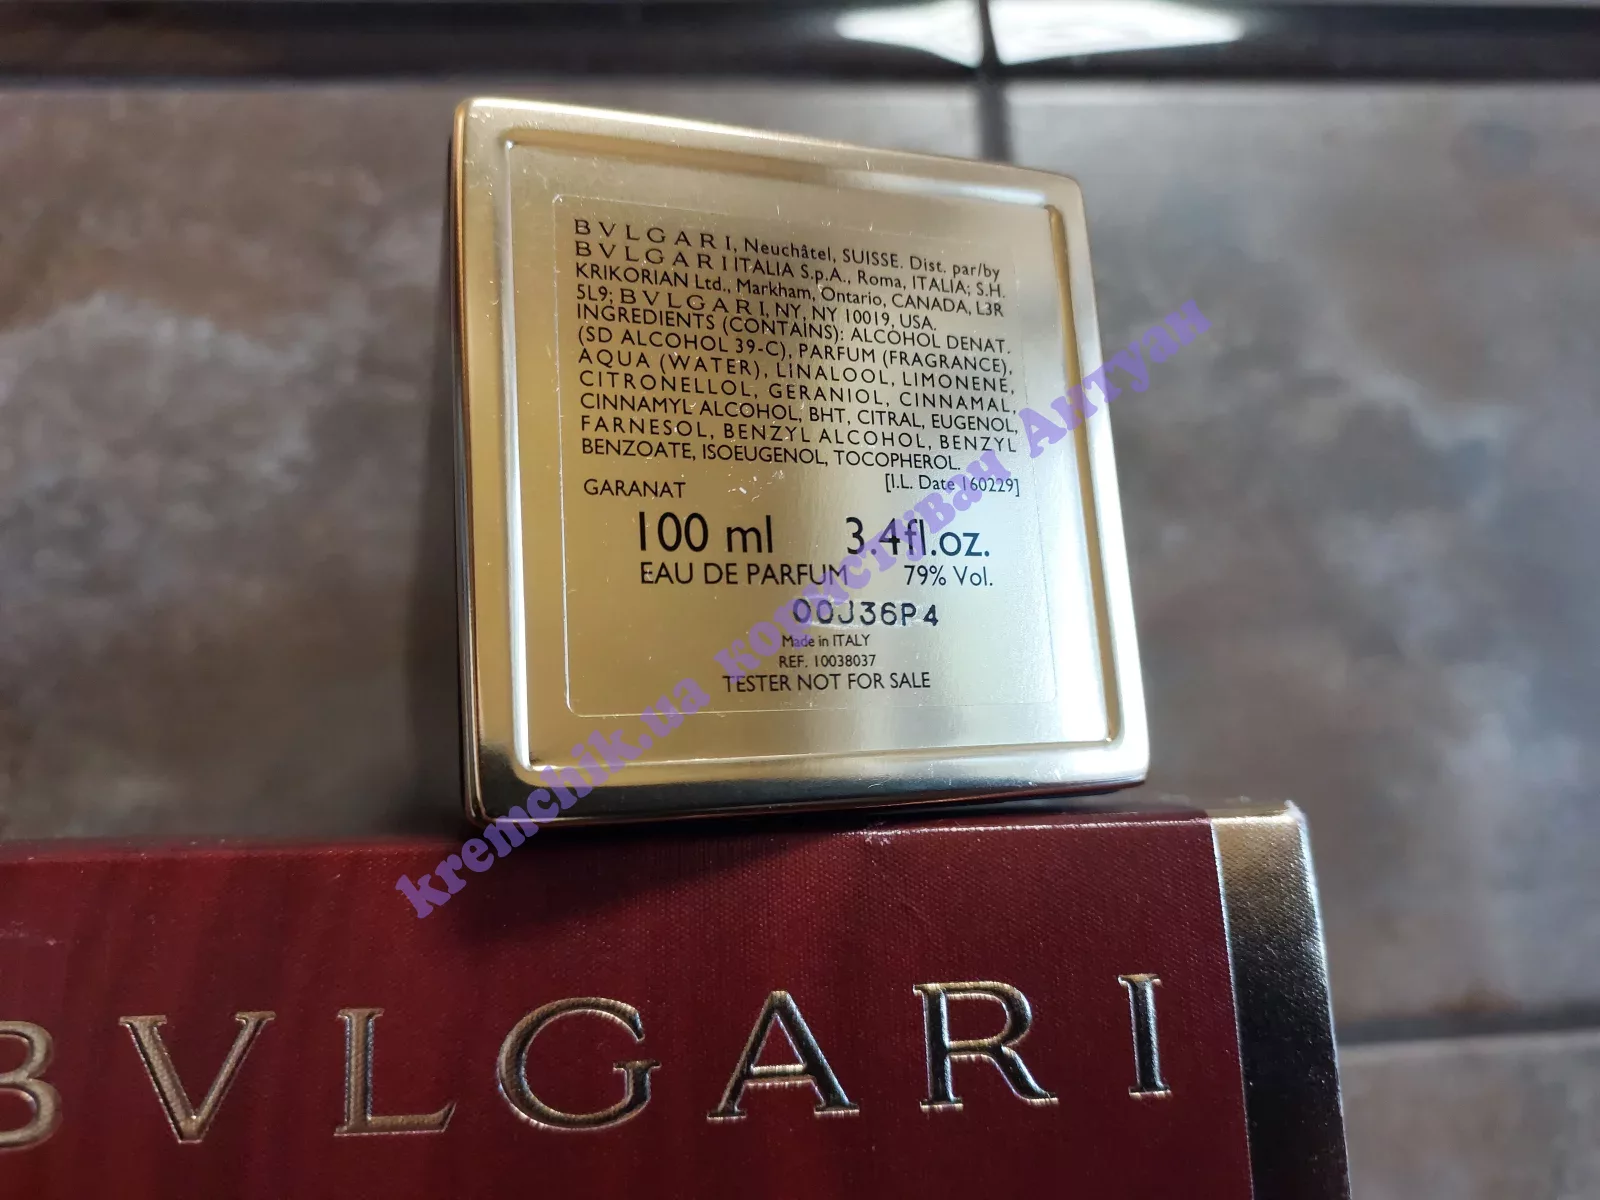 BVLGARI, Neuchâtel, SUISSE. Dist. par/by
BVLGARI ITALIA S.p.A., Roma, ITALIA; S.H.
KRIKORIAN Ltd., Markham, Ontario, CANADA, L3R
5L9; BVLGARI, NY, NY 10019, USA.
INGREDIENTS (CONTAINS): ALCOHOL DENAT.
(SD ALCOHOL 39-C), PARFUM (FRAGRANCE),
AQUA (WATER), LINALOOL, LIMONENE,
CITRONELLOL, GERANIOL, CINNAMAL,
CINNAMYL ALCOHOL, BHT, CITRAL, EUGENOL,
FARNESOL, BENZYL ALCOHOL, BENZYL
BENZOATE, ISOEUGENOL, TOCOPHEROL.
GARANAT [I.L. Date 160229]
100 ml 3.4fl.oz.
EAU DE PARFUM 79% Vol.
00J36P4
Made in ITALY
REF. 10038037
TESTER NOT FOR SALE
kremchik.ua користувач Антуан
BVLGARI